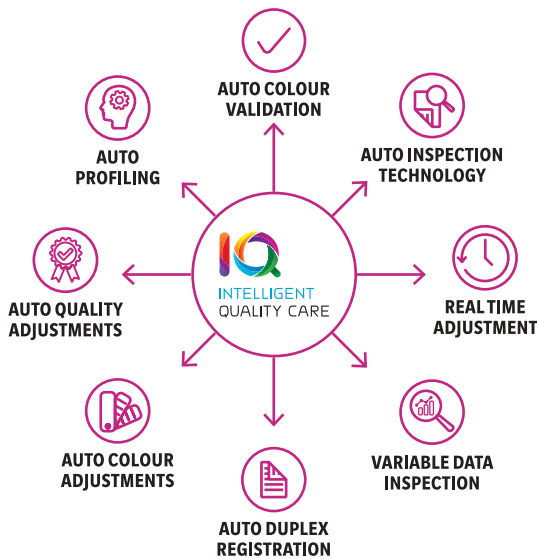 AUTO COLOUR
VALIDATION
AUTO INSPECTION
TECHNOLOGY
REAL TIME
ADJUSTMENT
VARIABLE DATA
INSPECTION
AUTO DUPLEX
REGISTRATION
AUTO COLOUR
ADJUSTMENTS
AUTO QUALITY
ADJUSTMENTS
AUTO
PROFILING
IQ
INTELLIGENT
QUALITY CARE